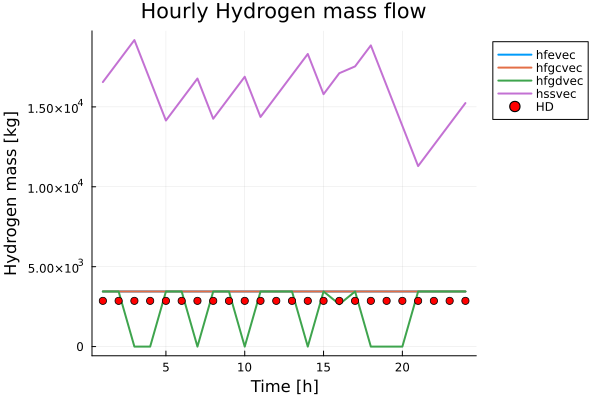 Hourly Hydrogen mass flow
Hydrogen mass [kg]
1.50×10⁴
1.00×10⁴
5.00×10³
0
5
10
15
20
Time [h]
hfevec
hfgcvec
hfgdvec
hssvec
HD